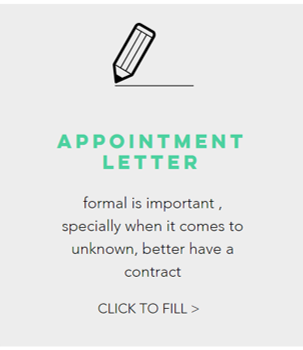 APPOINTMENT
LETTER
formal is important ,
specially when it comes to
unknown, better have a
contract
CLICK TO FILL >